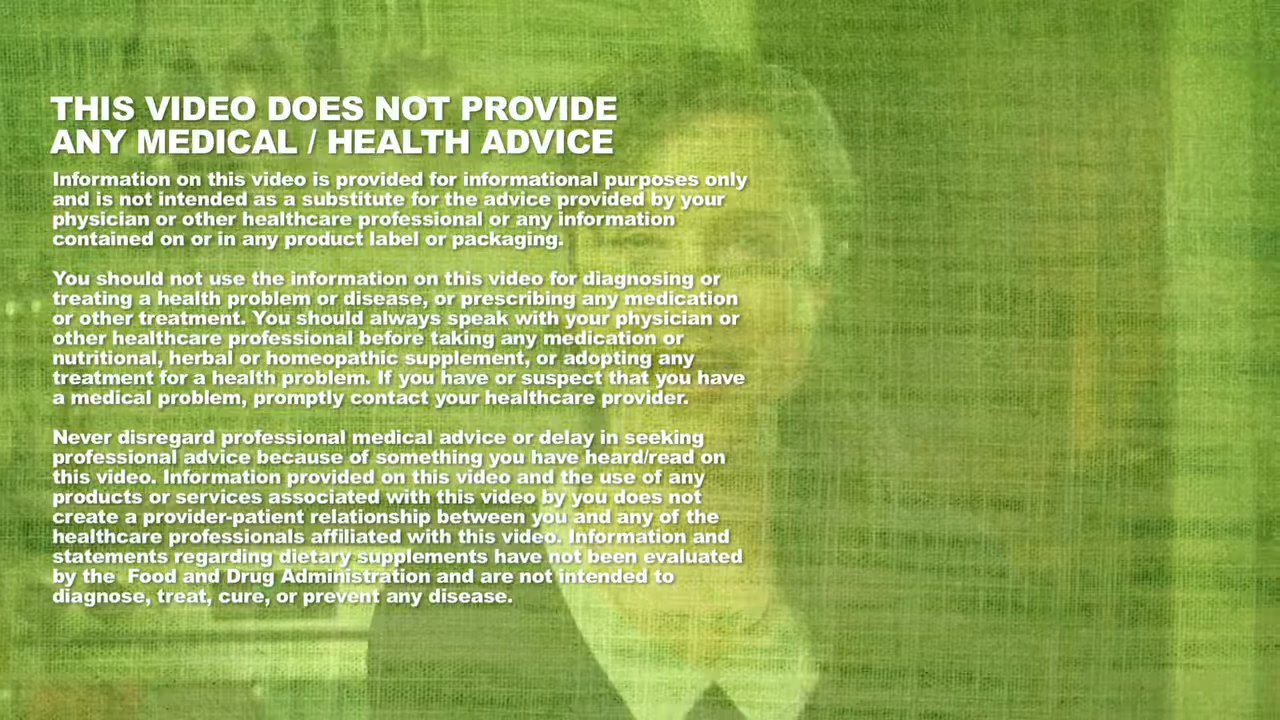 THIS VIDEO DOES NOT PROVIDE
ANY MEDICAL / HEALTH ADVICE
Information on this video is provided for informational purposes only
and is not intended as a substitute for the advice provided by your
physician or other healthcare professional or any information
contained on or in any product label or packaging.
You should not use the information on this video for diagnosing or
treating a health problem or disease, or prescribing any medication
or other treatment. You should always speak with your physician or
other healthcare professional before taking any medication or
nutritional, herbal or homeopathic supplement, or adopting any
treatment for a health problem. If you have or suspect that you have
a medical problem, promptly contact your healthcare provider.
Never disregard professional medical advice or delay in seeking
professional advice because of something you have heard/read on
this video. Information provided on this video and the use of any
products or services associated with this video by you does not
create a provider-patient relationship between you and any of the
healthcare professionals affiliated with this video. Information and
statements regarding dietary supplements have not been evaluated
by the  Food and Drug Administration and are not intended to
diagnose, treat, cure, or prevent any disease.